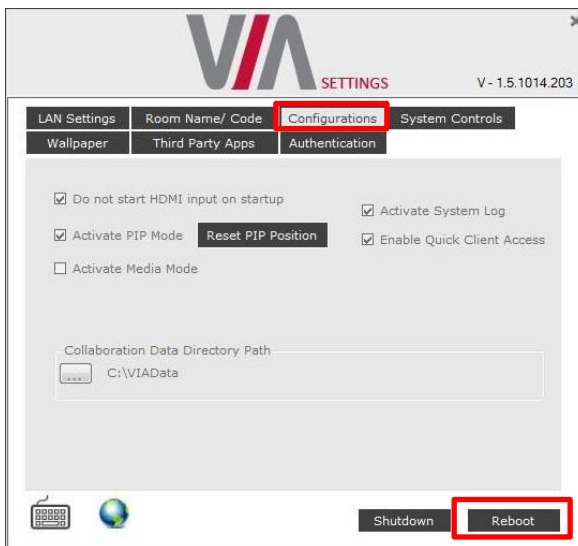 VIA
SETTINGS
V - 1.5.1014.203
LAN Settings Room Name/ Code Configurations System Controls
Wallpaper Third Party Apps Authentication
Do not start HDMI input on startup
Activate System Log
Activate PIP Mode Reset PIP Position
Enable Quick Client Access
Activate Media Mode
Collaboration Data Directory Path
... C:\VIAData
Shutdown Reboot